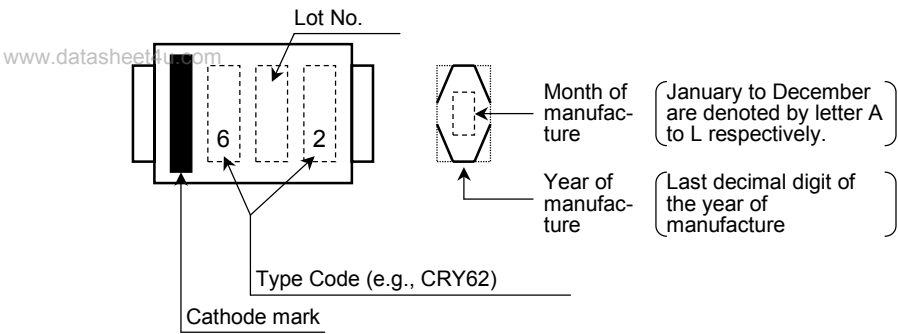 Lot No.
www.datasheet4u.com
6
2
Month of
manufac-
ture
January to December
are denoted by letter A
to L respectively.
Year of
manufac-
ture
Last decimal digit of
the year of
manufacture
Type Code (e.g., CRY62)
Cathode mark